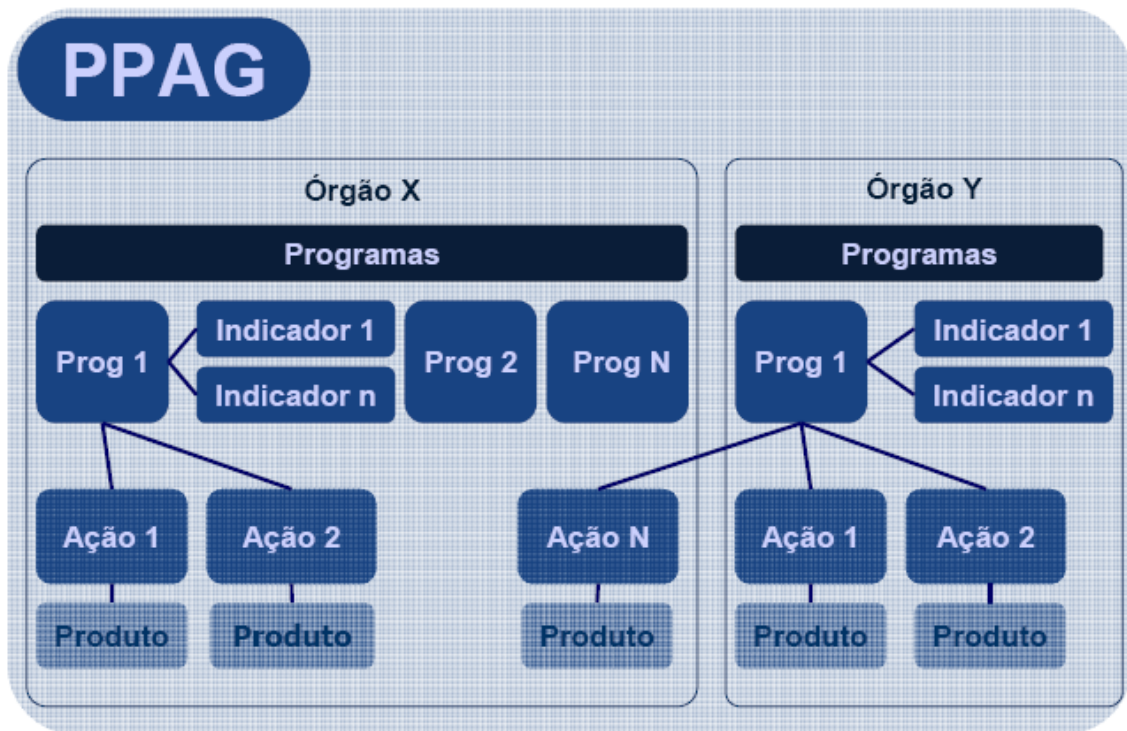 PPAG
Órgão X
Programas
Prog 1
Indicador 1
Indicador n
Prog 2
Prog N
Ação 1
Ação 2
Ação N
Produto
Produto
Produto
Órgão Y
Programas
Prog 1
Indicador 1
Indicador n
Ação 1
Ação 2
Produto
Produto